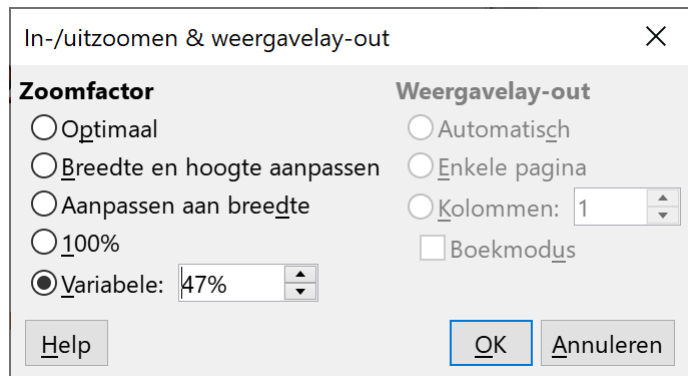 In-/uitzoomen & weergavelay-out
Zoomfactor
Optimaal
Breedte en hoogte aanpassen
Aanpassen aan breedte
100%
Variabele: 47%
Weergavelay-out
Automatisch
Enkele pagina
Kolommen: 1
Boekmodus
Help
OK
Annuleren